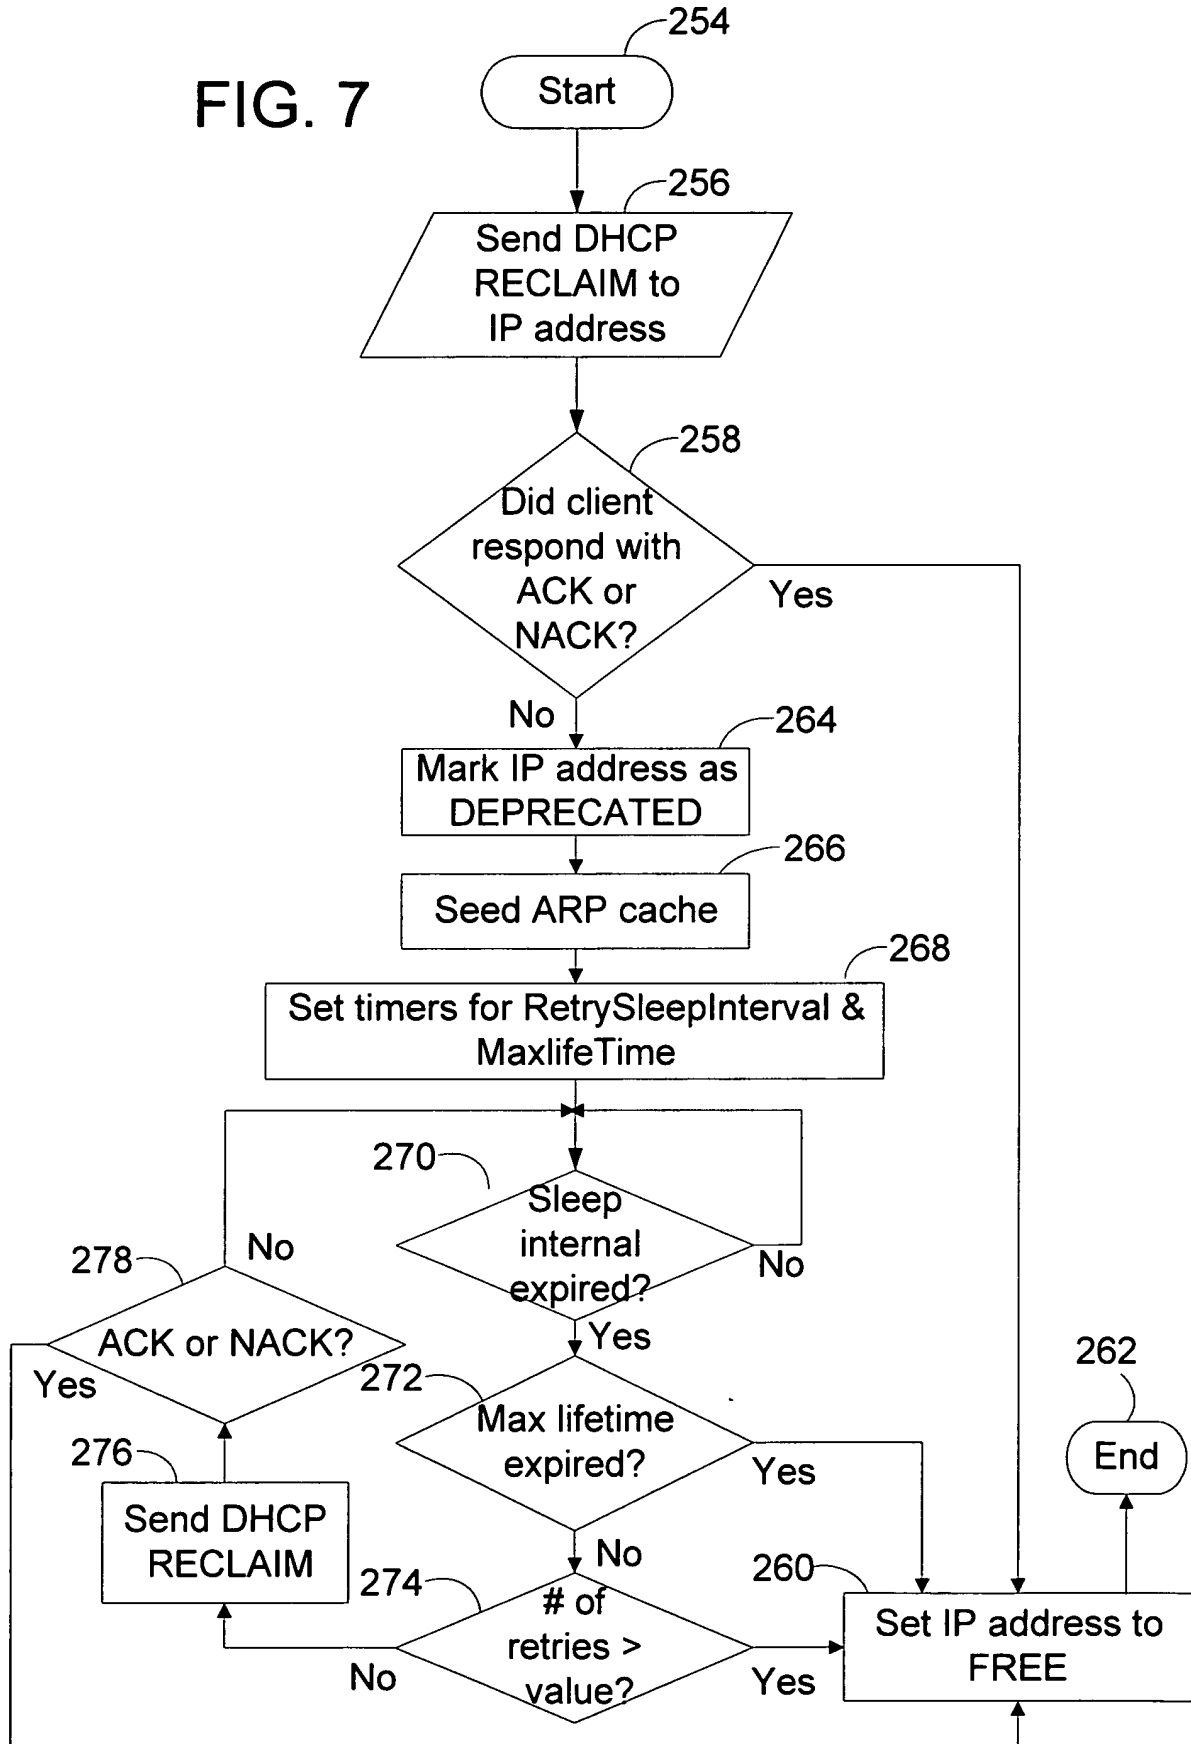 254
FIG. 7
Start
256
Send DHCP
RECLAIM to
IP address
258
Did client
respond with
ACK or
NACK?
Yes
No
264
Mark IP address as
DEPRECATED
266
Seed ARP cache
268
Set timers for RetrySleepInterval &
MaxlifeTime
270
Sleep
internal
expired?
No
Yes
278
No
ACK or NACK?
Yes
272
Max lifetime
expired?
Yes
No
262
End
276
Send DHCP
RECLAIM
274
# of
retries >
value?
No
Yes
260
Set IP address to
FREE